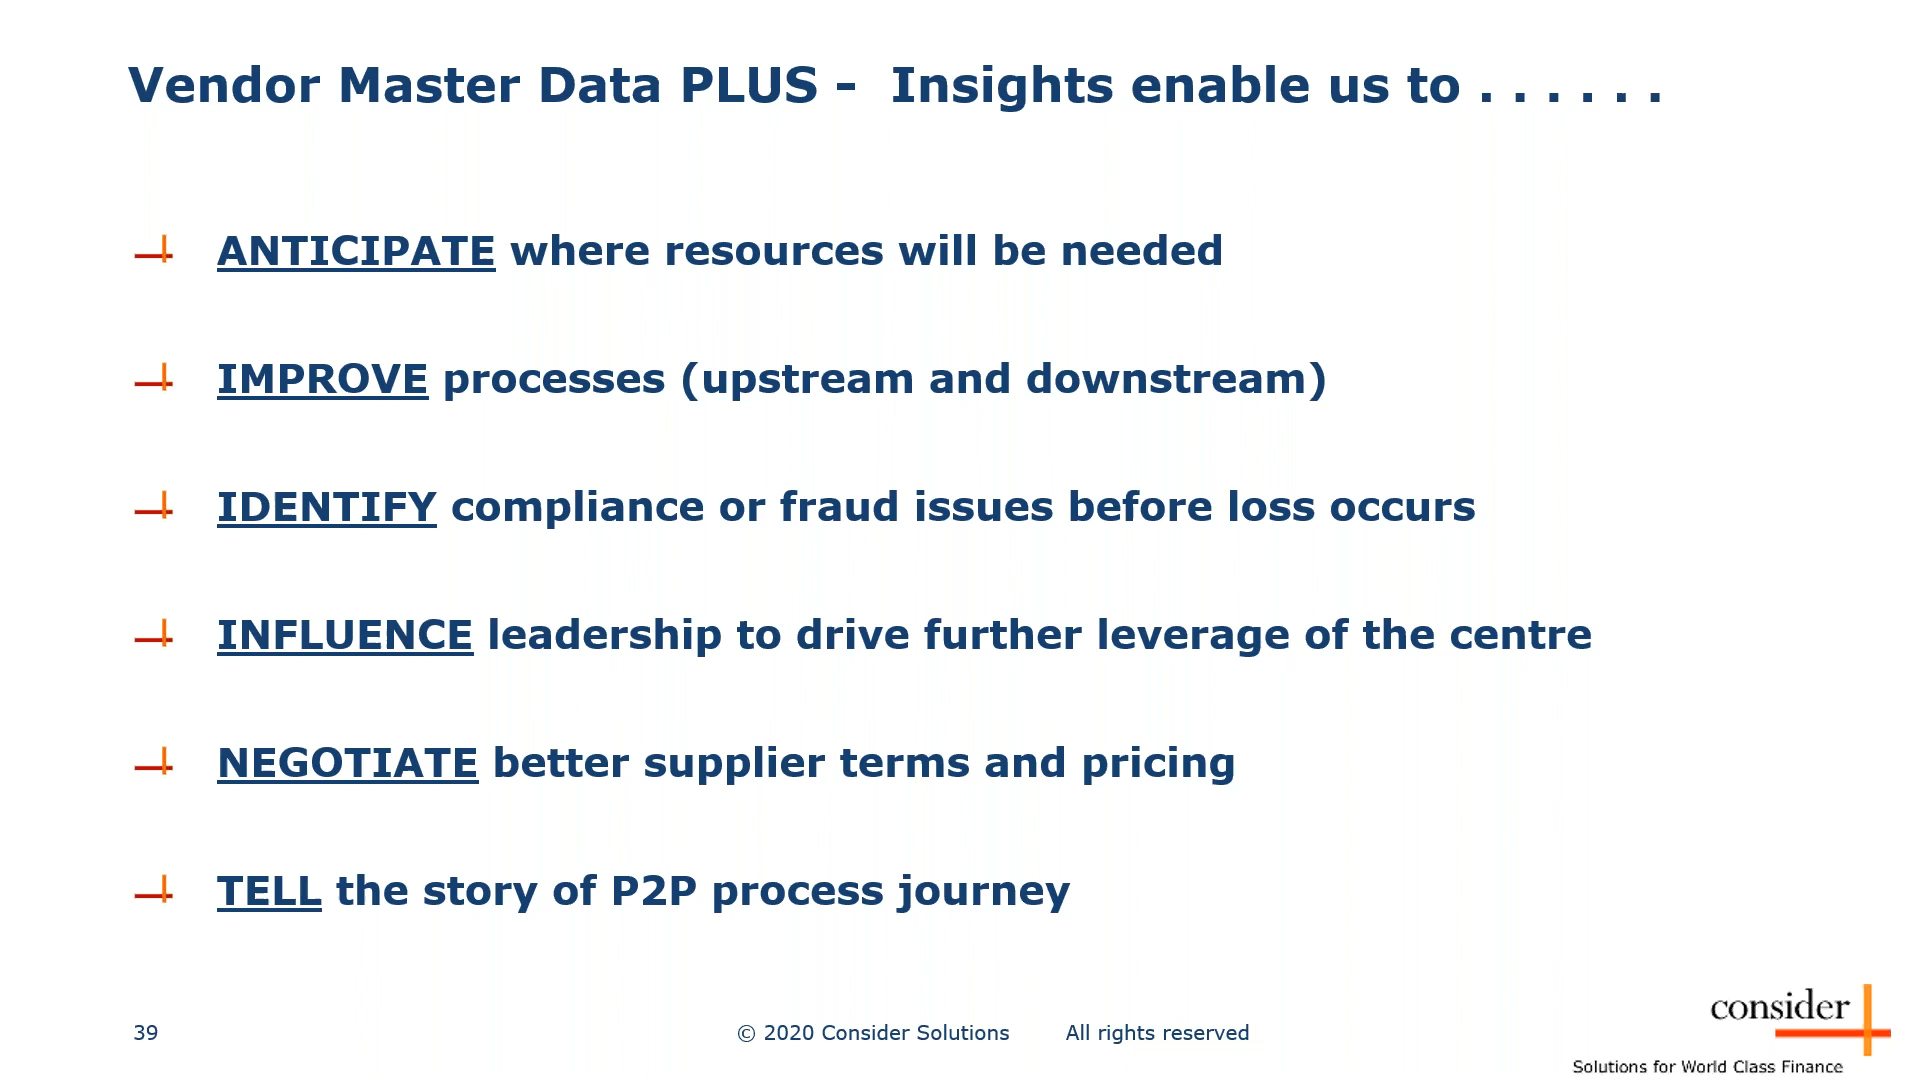 Vendor Master Data PLUS - Insights enable us to . . . . . .
ANTICIPATE where resources will be needed
IMPROVE processes (upstream and downstream)
IDENTIFY compliance or fraud issues before loss occurs
INFLUENCE leadership to drive further leverage of the centre
NEGOTIATE better supplier terms and pricing
TELL the story of P2P process journey
39 © 2020 Consider Solutions All rights reserved
consider
Solutions for World Class Finance